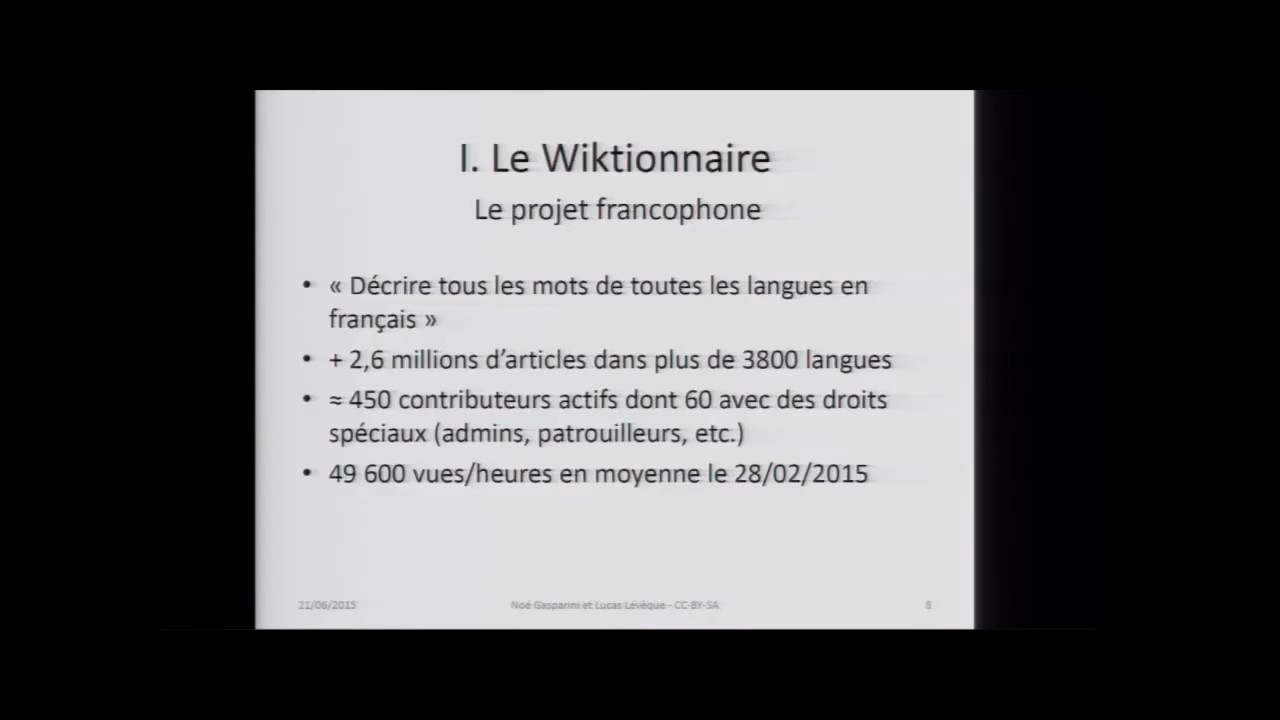 I. Le Wiktionnaire
Le projet francophone
• « Décrire tous les mots de toutes les langues en
français »
• + 2,6 millions d’articles dans plus de 3800 langues
• ≈ 450 contributeurs actifs dont 60 avec des droits
spéciaux (admins, patrouilleurs, etc.)
• 49 600 vues/heures en moyenne le 28/02/2015
21/06/2015 Noé Gasparini et Lucas Lévêque - CC-BY-SA 8